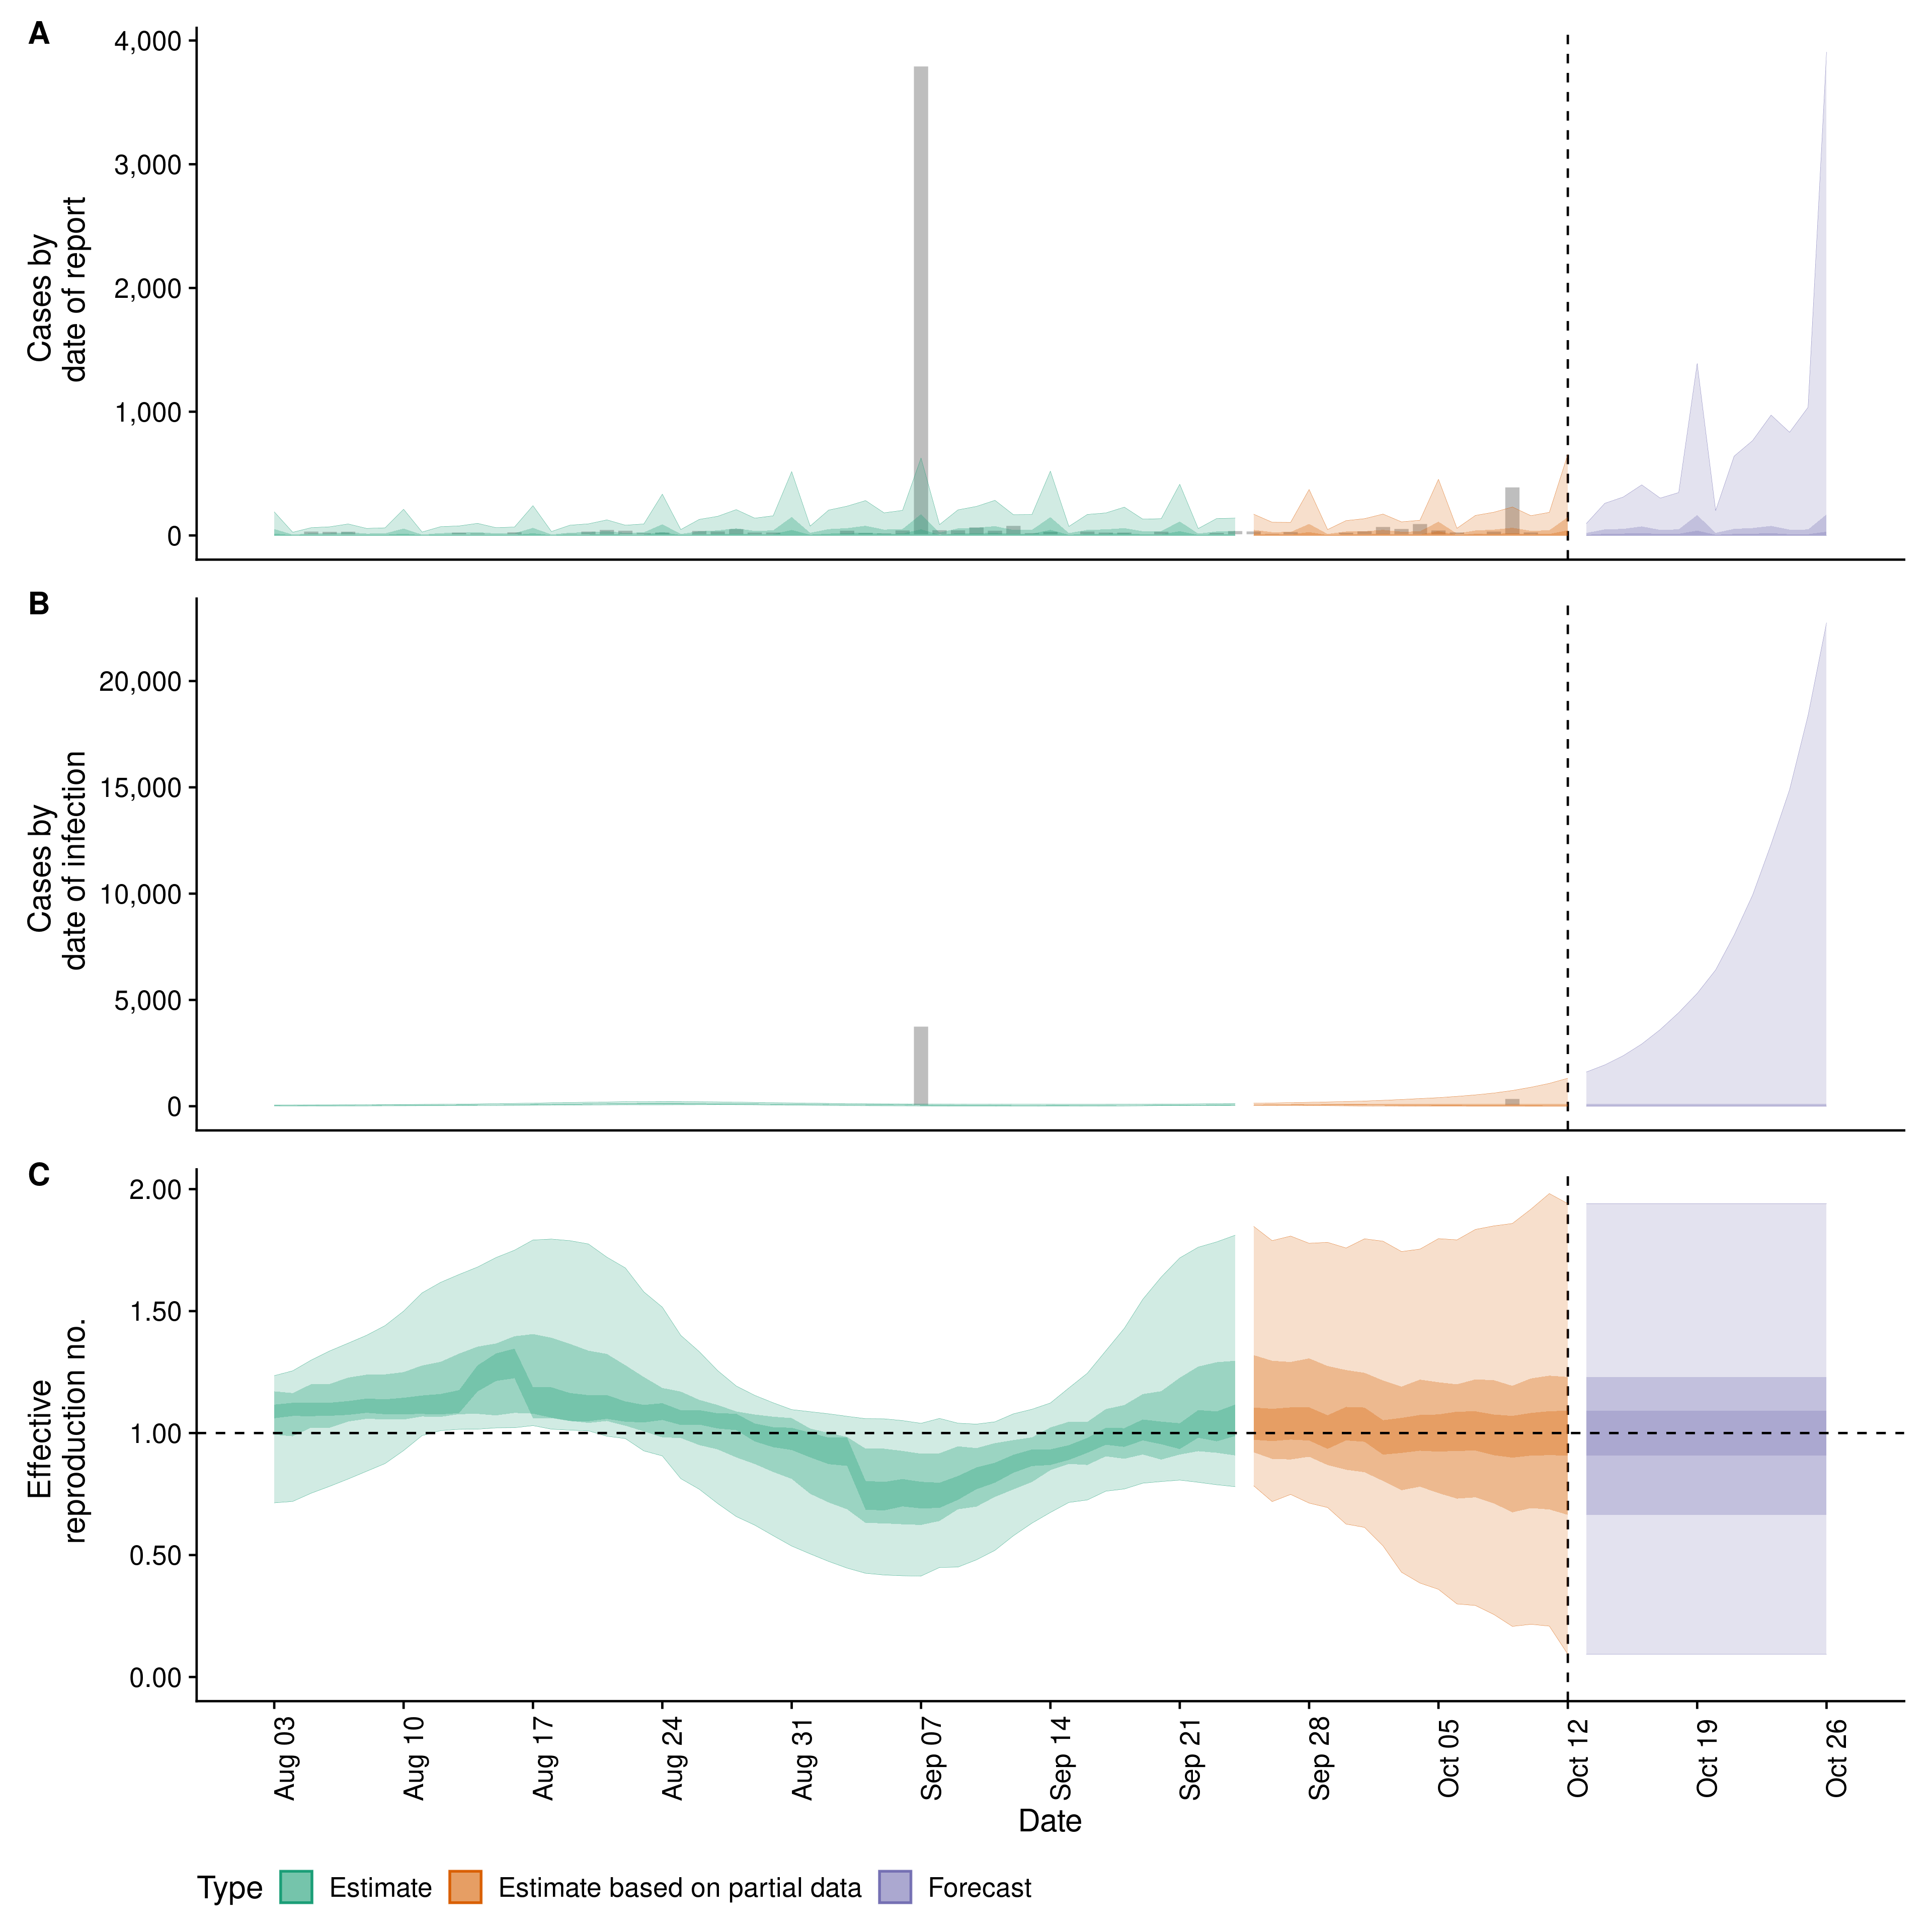 A
4,000
3,000
2,000
1,000
0
Cases by
date of report
B
20,000
15,000
10,000
5,000
0
Cases by
date of infection
C
2.00
1.50
1.00
0.50
0.00
Effective
reproduction no.
Aug 03
Aug 10
Aug 17
Aug 24
Aug 31
Sep 07
Sep 14
Sep 21
Sep 28
Oct 05
Oct 12
Oct 19
Oct 26
Date
Type Estimate Estimate based on partial data Forecast